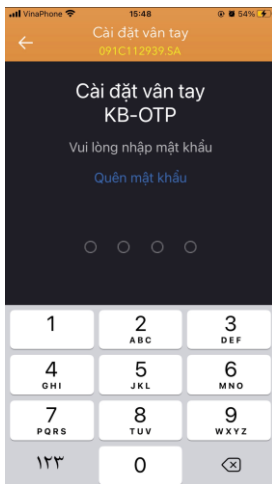 VinaPhone 15:48 54%
Cài đặt vân tay
091C112939.SA
Cài đặt vân tay
KB-OTP
Vui lòng nhập mật khẩu
Quên mật khẩu
1 2 3
ABC DEF
4 5 6
GHI JKL MNO
7 8 9
PQRS TUV WXYZ
١٢٣ 0